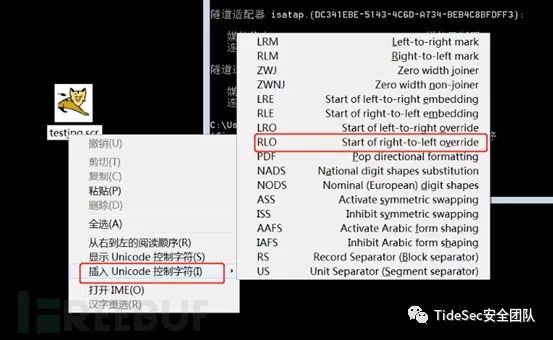 隧道适配器 isatap.{DC341EBE-5143-4C6D-A734-BEB4C8BFDFF3}:
testing.scr
撤销(U)
剪切(T)
复制(C)
粘贴(P)
删除(D)
全选(A)
从右到左的阅读顺序(R)
显示 Unicode 控制字符(S)
插入 Unicode 控制字符(I)
打开 IME(O)
汉字重选(R)
LRM Left-to-right mark
RLM Right-to-left mark
ZWJ Zero width joiner
ZWNJ Zero width non-joiner
LRE Start of left-to-right embedding
RLE Start of right-to-left embedding
LRO Start of left-to-right override
RLO Start of right-to-left override
PDF Pop directional formatting
NADS National digit shapes substitution
NODS Nominal (European) digit shapes
ASS Activate symmetric swapping
ISS Inhibit symmetric swapping
AAFS Activate Arabic form shaping
IAFS Inhibit Arabic form shaping
RS Record Separator (Block separator)
US Unit Separator (Segment separator)
FREEBUF
TideSec安全团队